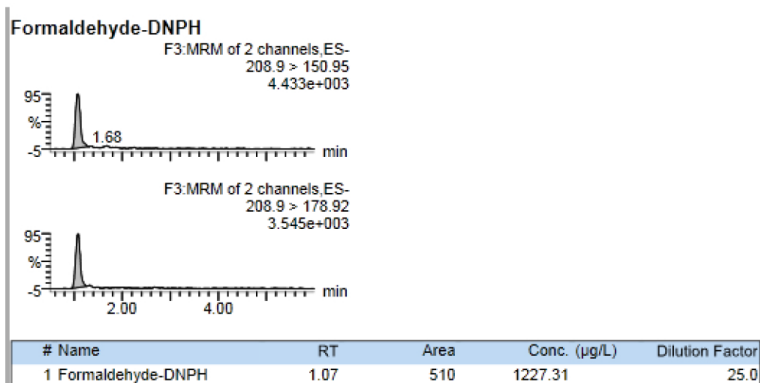 Formaldehyde-DNPH
F3:MRM of 2 channels,ES-
208.9 > 150.95
4.433e+003
95
%
1.68
-5
min
F3:MRM of 2 channels,ES-
208.9 > 178.92
3.545e+003
95
%
-5
min
2.00 4.00
# Name RT Area Conc. (µg/L) Dilution Factor
1 Formaldehyde-DNPH 1.07 510 1227.31 25.0